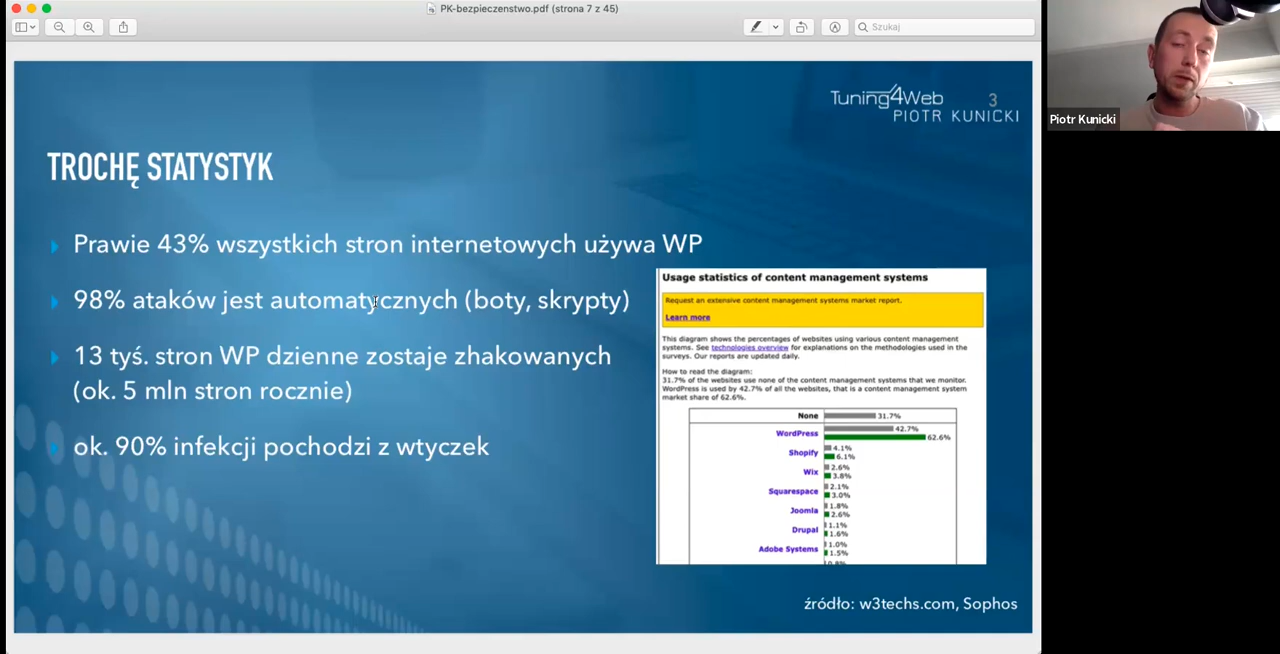 PK-bezpieczenstwo.pdf (strona 7 z 45)
Szukaj
Tuning4Web
3
PIOTR KUNICKI
Piotr Kunicki
TROCHĘ STATYSTYK
Prawie 43% wszystkich stron internetowych używa WP
98% ataków jest automatycznych (boty, skrypty)
13 tyś. stron WP dzienne zostaje zhakowanych
(ok. 5 mln stron rocznie)
ok. 90% infekcji pochodzi z wtyczek
Usage statistics of content management systems
Request an extensive content management systems market report.
Learn more
This diagram shows the percentages of websites using various content management
systems. See technologies overview for explanations on the methodologies used in the
surveys. Our reports are updated daily.
How to read the diagram:
31.7% of the websites use none of the content management systems that we monitor.
WordPress is used by 42.7% of all the websites, that is a content management system
market share of 62.6%.
None 31.7%
WordPress 42.7%
62.6%
Shopify 4.1%
6.1%
Wix 2.6%
3.8%
Squarespace 2.1%
3.0%
Joomla 1.8%
2.6%
Drupal 1.1%
1.6%
Adobe Systems 1.0%
1.5%
źródło: w3techs.com, Sophos